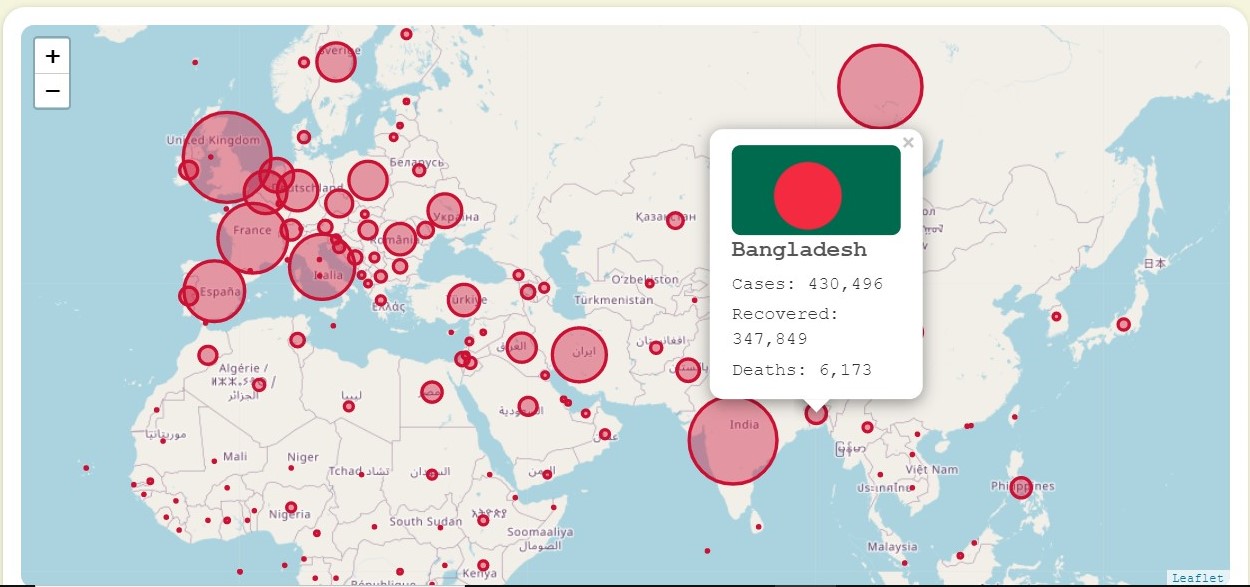 +
−
Sverige
United Kingdom
Беларусь
Deutschland
Україна
France
România
Italia
España
Ελλάς
Türkiye
Қазақстан
O'zbekiston
Türkmenistan
افغانستان
ایران
العراق
日本
×
Bangladesh
Cases: 430,496
Recovered:
347,849
Deaths: 6,173
Algérie /
الجزائر
ليبيا
مصر
السعودية
عمان
India
موريتانيا
Mali
Niger
Tchad تشاد
السودان
اليمن
Việt Nam
ประเทศไทย
Philippines
Nigeria
South Sudan
Soomaaliya
الصومال
Malaysia
Kenya
République
Leaflet